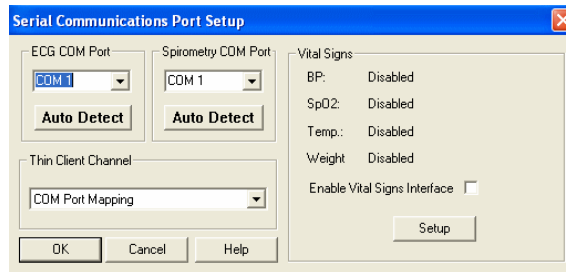 Serial Communications Port Setup
ECG COM Port
COM 1
Auto Detect
Spirometry COM Port
COM 1
Auto Detect
Thin Client Channel
COM Port Mapping
OK
Cancel
Help
Vital Signs
BP: Disabled
SpO2: Disabled
Temp.: Disabled
Weight Disabled
Enable Vital Signs Interface
Setup